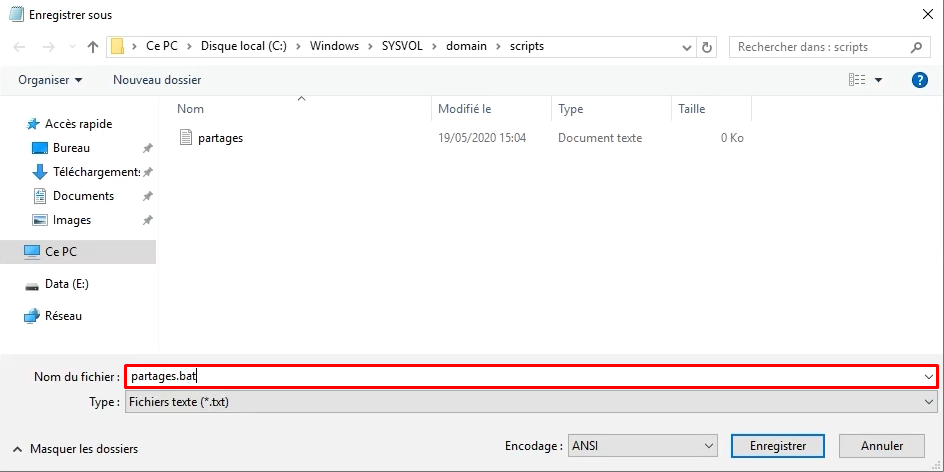 Enregistrer sous
Ce PC > Disque local (C:) > Windows > SYSVOL > domain > scripts
Rechercher dans : scripts
Organiser
Nouveau dossier
Nom Modifié le Type Taille
partages 19/05/2020 15:04 Document texte 0 Ko
Accès rapide
Bureau
Téléchargements
Documents
Images
Ce PC
Data (E:)
Réseau
Nom du fichier : partages.bat
Type : Fichiers texte (*.txt)
Masquer les dossiers
Encodage : ANSI
Enregistrer
Annuler